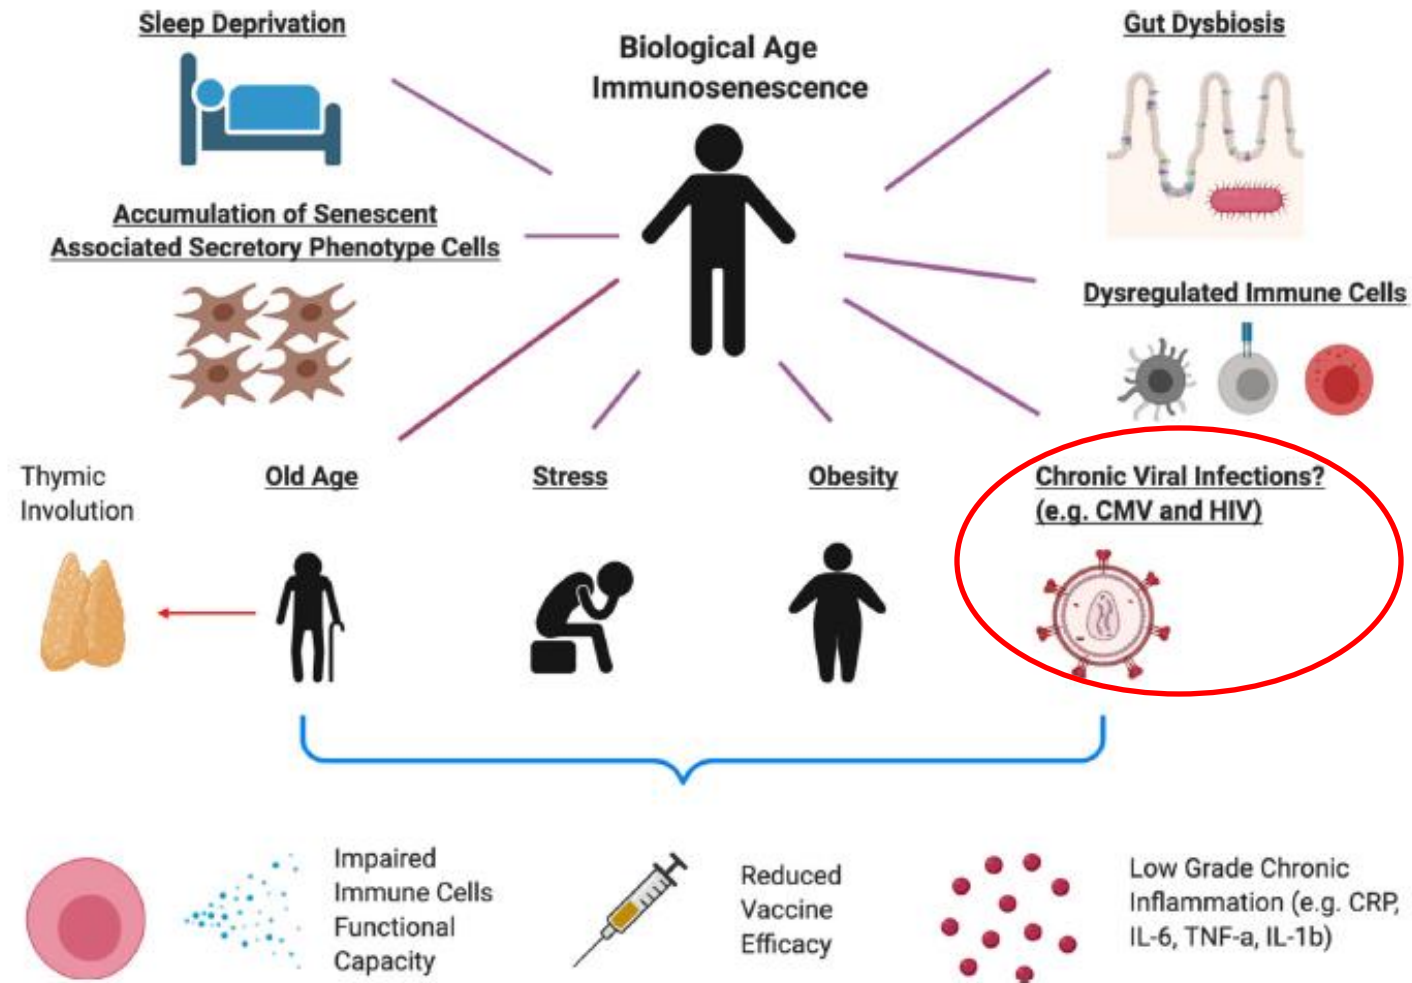 Sleep Deprivation
Biological Age
Immunosenescence
Gut Dysbiosis
Accumulation of Senescent
Associated Secretory Phenotype Cells
Dysregulated Immune Cells
Thymic
Involution
Old Age
Stress
Obesity
Chronic Viral Infections?
(e.g. CMV and HIV)
Impaired
Immune Cells
Functional
Capacity
Reduced
Vaccine
Efficacy
Low Grade Chronic
Inflammation (e.g. CRP,
IL-6, TNF-a, IL-1b)